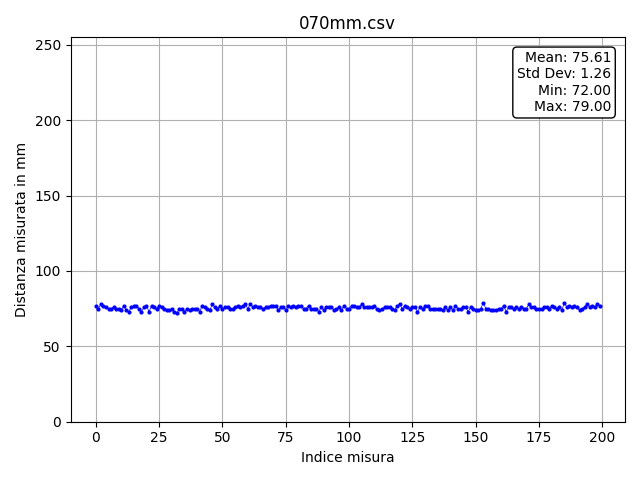 070mm.csv
Mean: 75.61
Std Dev: 1.26
Min: 72.00
Max: 79.00
Distanza misurata in mm
250
200
150
100
50
0
0 25 50 75 100 125 150 175 200
Indice misura